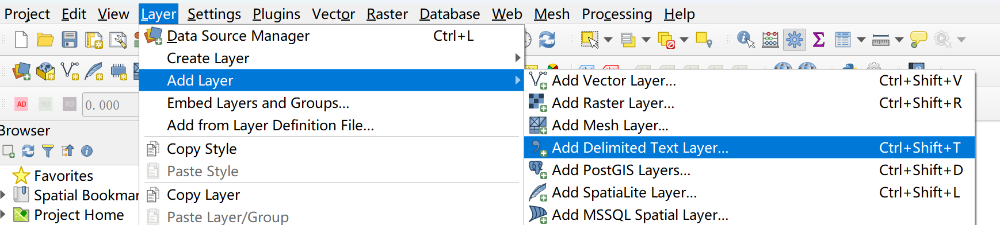 Project Edit View Layer Settings Plugins Vector Raster Database Web Mesh Processing Help
Data Source Manager Ctrl+L
Create Layer
Add Layer
Embed Layers and Groups...
Add from Layer Definition File...
Copy Style
Paste Style
Copy Layer
Paste Layer/Group
Add Vector Layer... Ctrl+Shift+V
Add Raster Layer... Ctrl+Shift+R
Add Mesh Layer...
Add Delimited Text Layer... Ctrl+Shift+T
Add PostGIS Layers... Ctrl+Shift+D
Add SpatiaLite Layer... Ctrl+Shift+L
Add MSSQL Spatial Layer...
AD MO RO 0.000
Browser
Favorites
Spatial Bookmar
Project Home